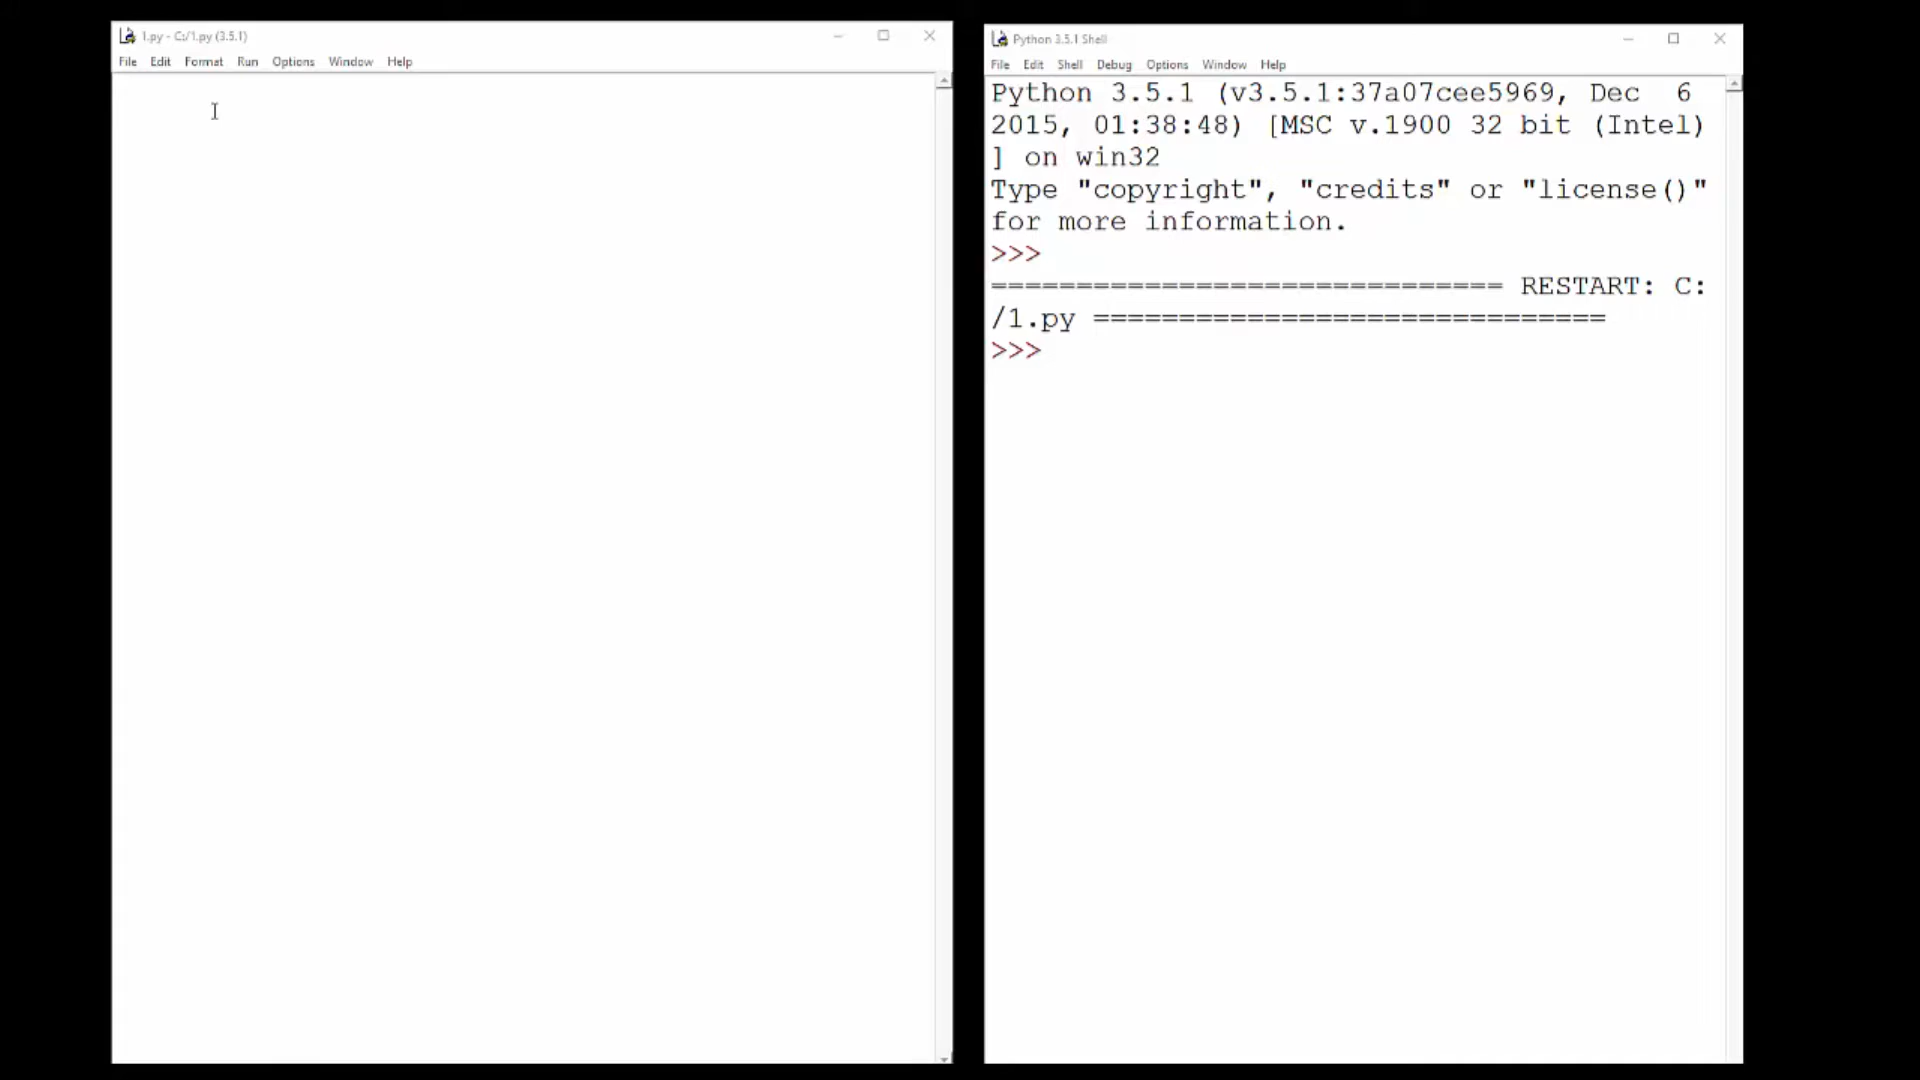 1.py - C:/1.py (3.5.1)
File Edit Format Run Options Window Help
Python 3.5.1 Shell
File Edit Shell Debug Options Window Help
Python 3.5.1 (v3.5.1:37a07cee5969, Dec  6
2015, 01:38:48) [MSC v.1900 32 bit (Intel)
] on win32
Type "copyright", "credits" or "license()"
for more information.
>>>
============================== RESTART: C:
/1.py ==============================
>>>